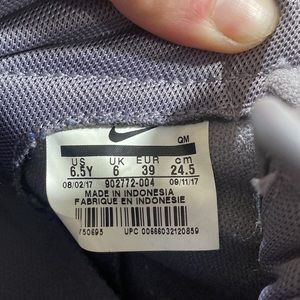 QM
US UK EUR cm
6.5Y 6 39 24.5
08/02/17 902772-004 09/11/17
MADE IN INDONESIA
FABRIQUE EN INDONESIE
UPC 00666032120859